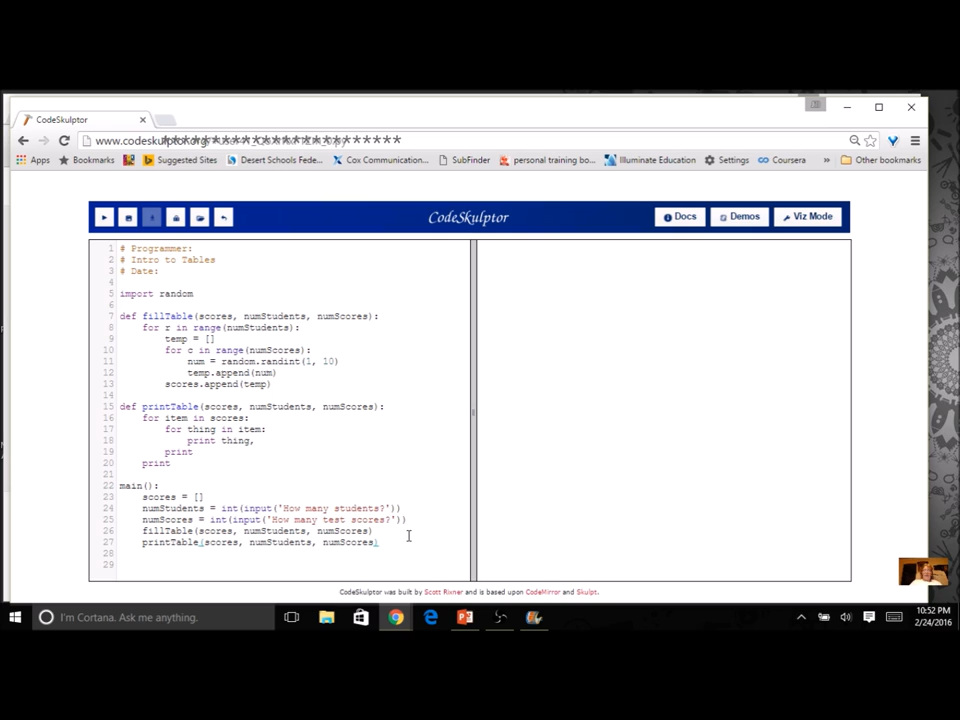 CodeSkulptor
www.codeskulptor.org
Apps Bookmarks Suggested Sites Desert Schools Fede... Cox Communication... SubFinder personal training bo... Illuminate Education Settings Coursera » Other bookmarks
CodeSkulptor Docs Demos Viz Mode
1 # Programmer:
2 # Intro to Tables
3 # Date:
4
5 import random
6
7 def fillTable(scores, numStudents, numScores):
8 for r in range(numStudents):
9 temp = []
10 for c in range(numScores):
11 num = random.randint(1, 10)
12 temp.append(num)
13 scores.append(temp)
14
15 def printTable(scores, numStudents, numScores):
16 for item in scores:
17 for thing in item:
18 print thing,
19 print
20 print
21
22 main():
23 scores = []
24 numStudents = int(input('How many students?'))
25 numScores = int(input('How many test scores?'))
26 fillTable(scores, numStudents, numScores)
27 printTable(scores, numStudents, numScores)
28
29
CodeSkulptor was built by Scott Rixner and is based upon CodeMirror and Skulpt.
I'm Cortana. Ask me anything.
10:52 PM
2/24/2016